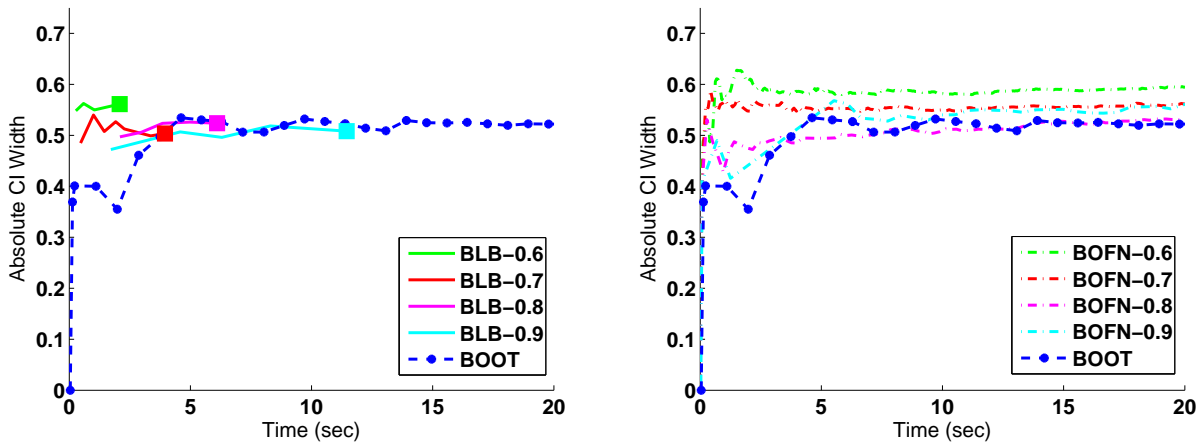 Absolute CI Width
0.7
0.6
0.5
0.4
0.3
0.2
0.1
0
0
5
10
15
20
Time (sec)
BLB−0.6
BLB−0.7
BLB−0.8
BLB−0.9
BOOT
Absolute CI Width
0.7
0.6
0.5
0.4
0.3
0.2
0.1
0
0
5
10
15
20
Time (sec)
BOFN−0.6
BOFN−0.7
BOFN−0.8
BOFN−0.9
BOOT